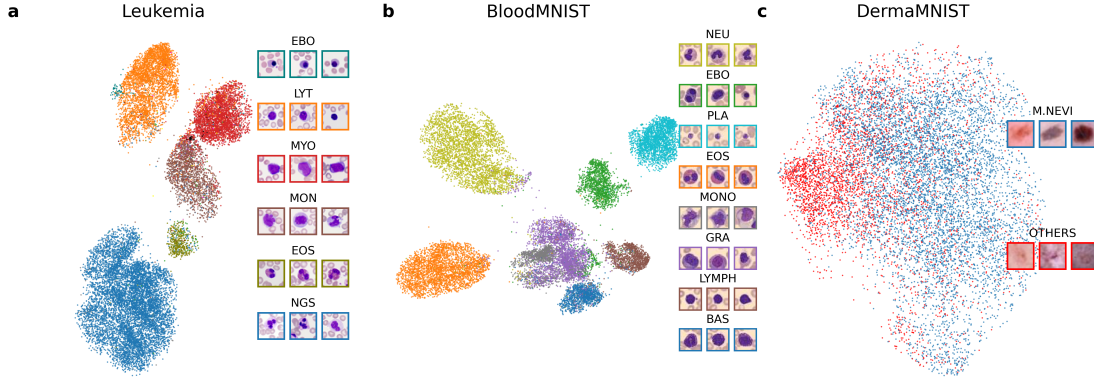 a Leukemia
EBO
LYT
MYO
MON
EOS
NGS
b BloodMNIST
NEU
EBO
PLA
EOS
MONO
GRA
LYMPH
BAS
c DermaMNIST
M.NEVI
OTHERS